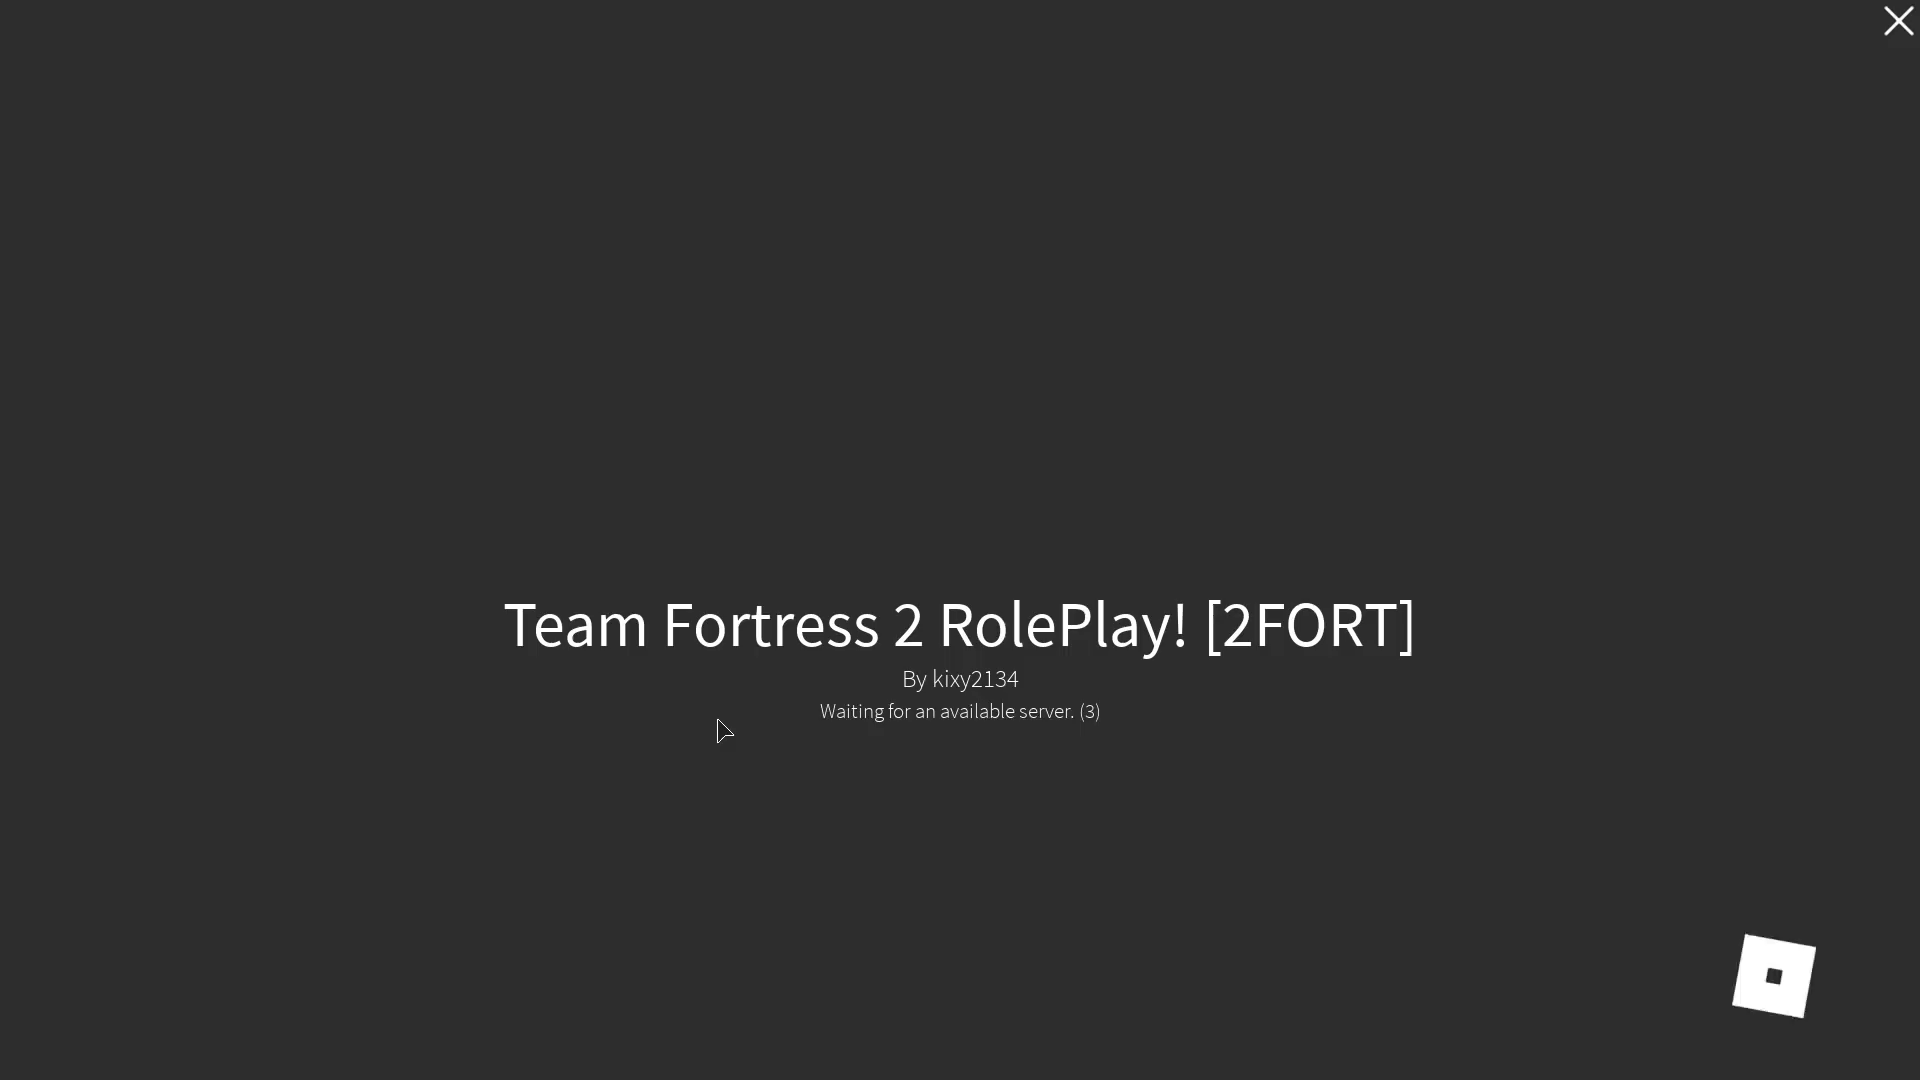 Team Fortress 2 RolePlay! [2FORT]
By kixy2134
Waiting for an available server. (3)